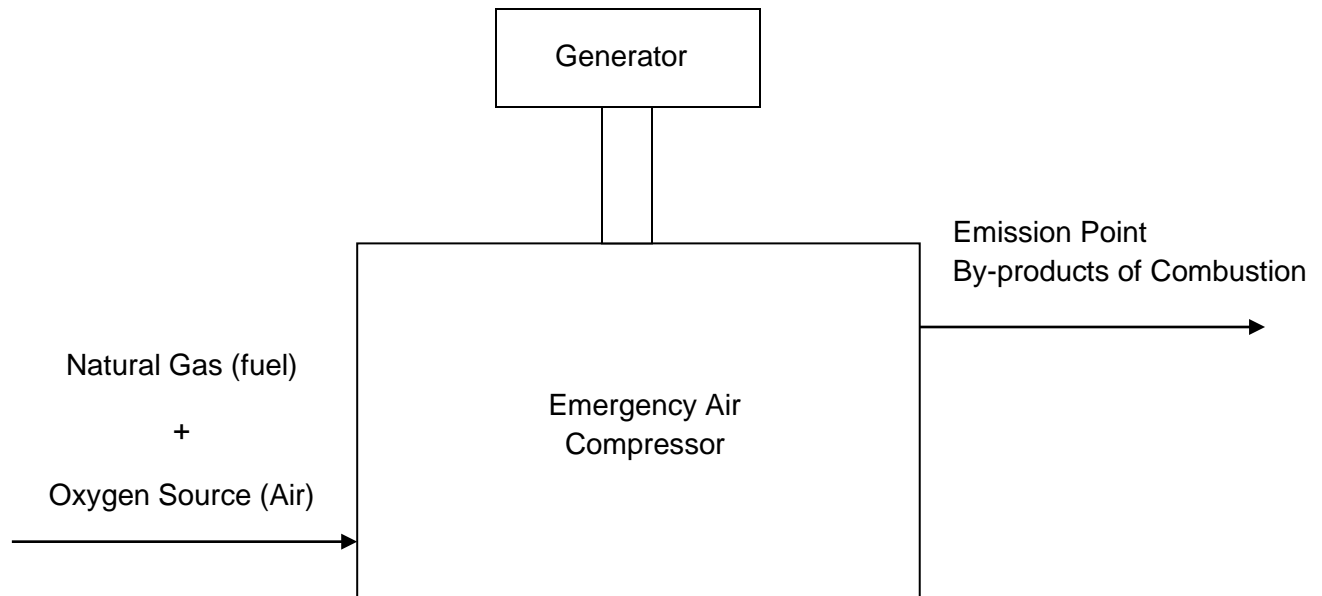 Generator
Emission Point
By-products of Combustion
Natural Gas (fuel)
+
Oxygen Source (Air)
Emergency Air
Compressor